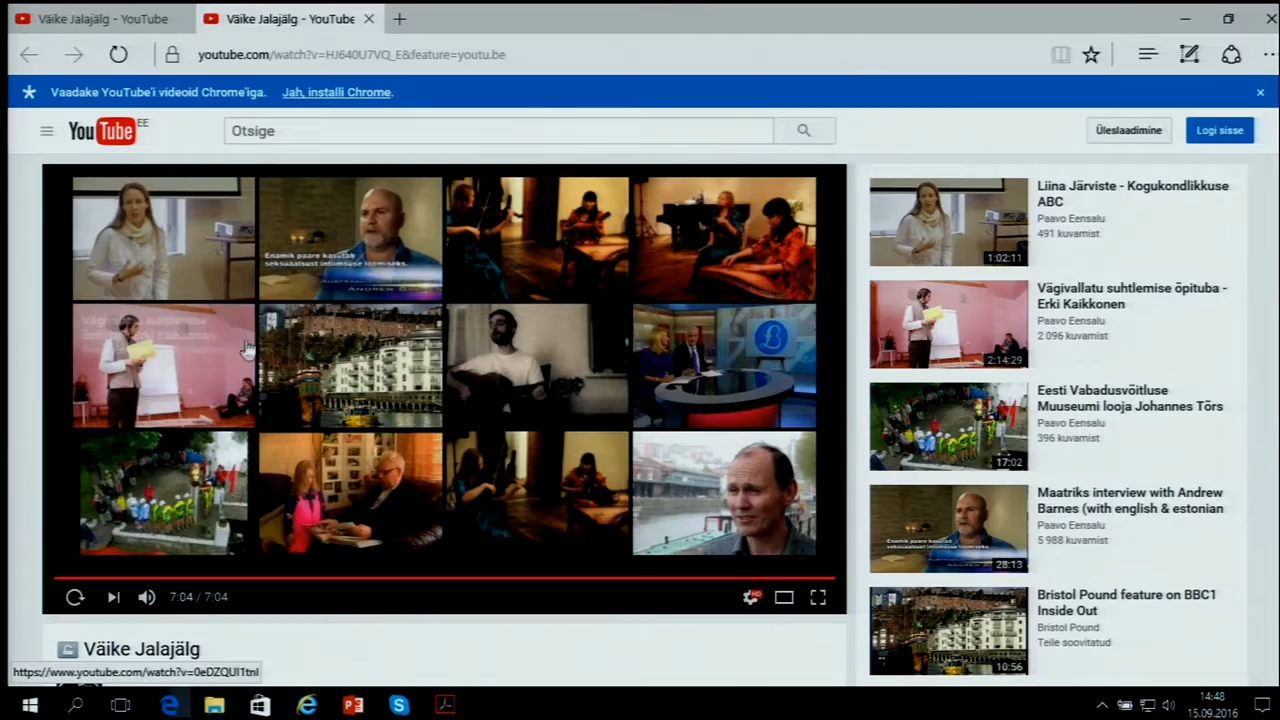 Väike Jalajälg - YouTube
Väike Jalajälg - YouTube
youtube.com/watch?v=HJ640U7VQ_E&feature=youtu.be
Vaadake YouTube'i videoid Chrome'iga. Jah, installi Chrome.
YouTube EE
Otsige
Üleslaadimine
Logi sisse
Enamik paare kasutab
seksuaalsust intiimsuse loomiseks.
7:04 / 7:04
HD
Väike Jalajälg
https://www.youtube.com/watch?v=0eDZQUl1tnI
Liina Järviste - Kogukondlikkuse
ABC
Paavo Eensalu
491 kuvamist
1:02:11
Vägivallatu suhtlemise õpituba -
Erki Kaikkonen
Paavo Eensalu
2 096 kuvamist
2:14:29
Eesti Vabadusvõitluse
Muuseumi looja Johannes Tõrs
Paavo Eensalu
396 kuvamist
17:02
Maatriks interview with Andrew
Barnes (with english & estonian
Paavo Eensalu
5 988 kuvamist
28:13
Bristol Pound feature on BBC1
Inside Out
Bristol Pound
Teile soovitatud
10:56
14:48
15.09.2016